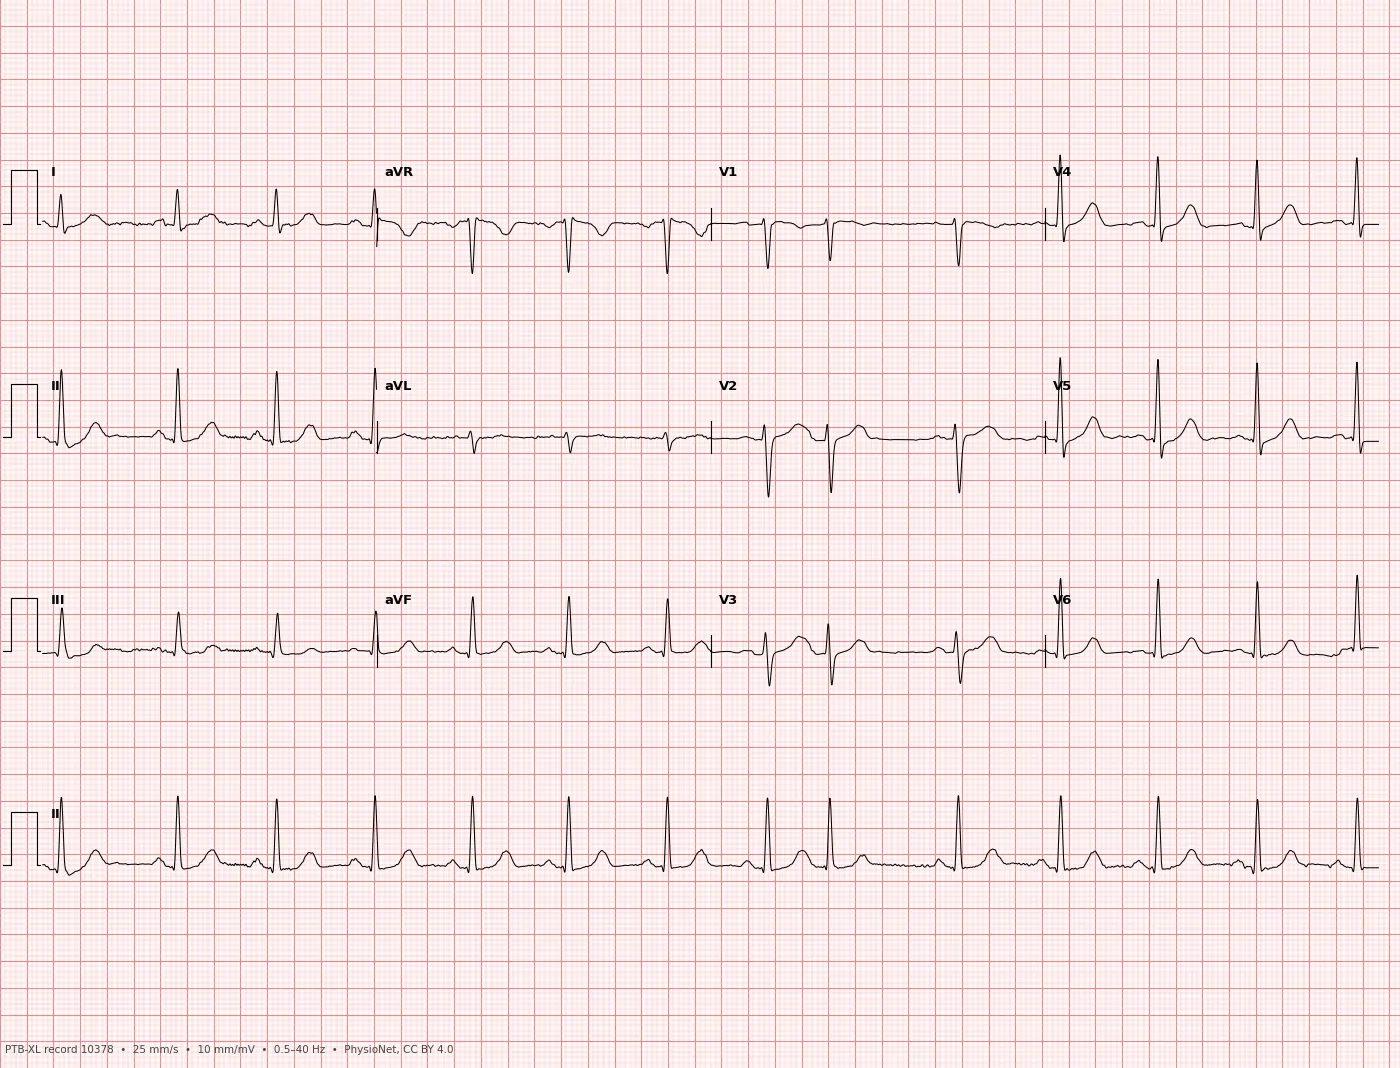 I aVR V1 V4
II aVL V2 V5
III aVF V3 V6
II
PTB-XL record 10378 • 25 mm/s • 10 mm/mV • 0.5–40 Hz • PhysioNet, CC BY 4.0